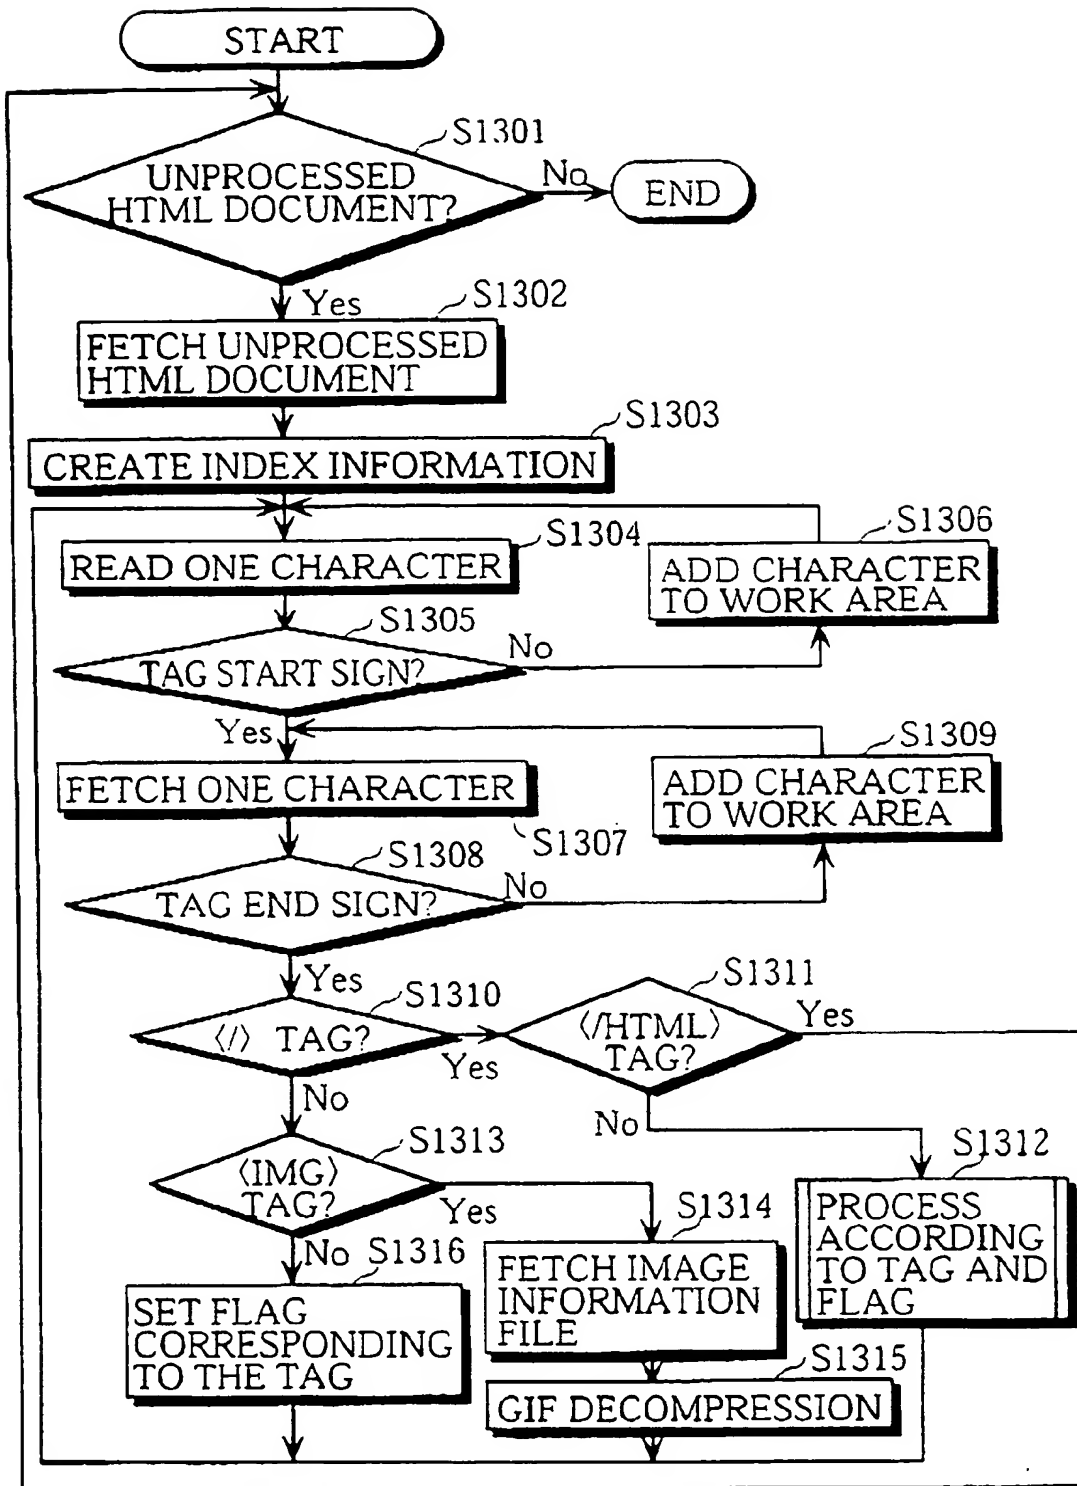 START
S1301
UNPROCESSED
HTML DOCUMENT?
No
END
Yes
S1302
FETCH UNPROCESSED
HTML DOCUMENT
S1303
CREATE INDEX INFORMATION
S1304
READ ONE CHARACTER
S1306
ADD CHARACTER
TO WORK AREA
S1305
TAG START SIGN?
No
Yes
S1309
FETCH ONE CHARACTER
S1307
ADD CHARACTER
TO WORK AREA
S1308
TAG END SIGN?
No
Yes
S1310
〈/〉 TAG?
Yes
S1311
〈/HTML〉
TAG?
Yes
No
No
S1313
〈IMG〉
TAG?
Yes
S1312
PROCESS
ACCORDING
TO TAG AND
FLAG
S1314
FETCH IMAGE
INFORMATION
FILE
No
S1316
SET FLAG
CORRESPONDING
TO THE TAG
S1315
GIF DECOMPRESSION